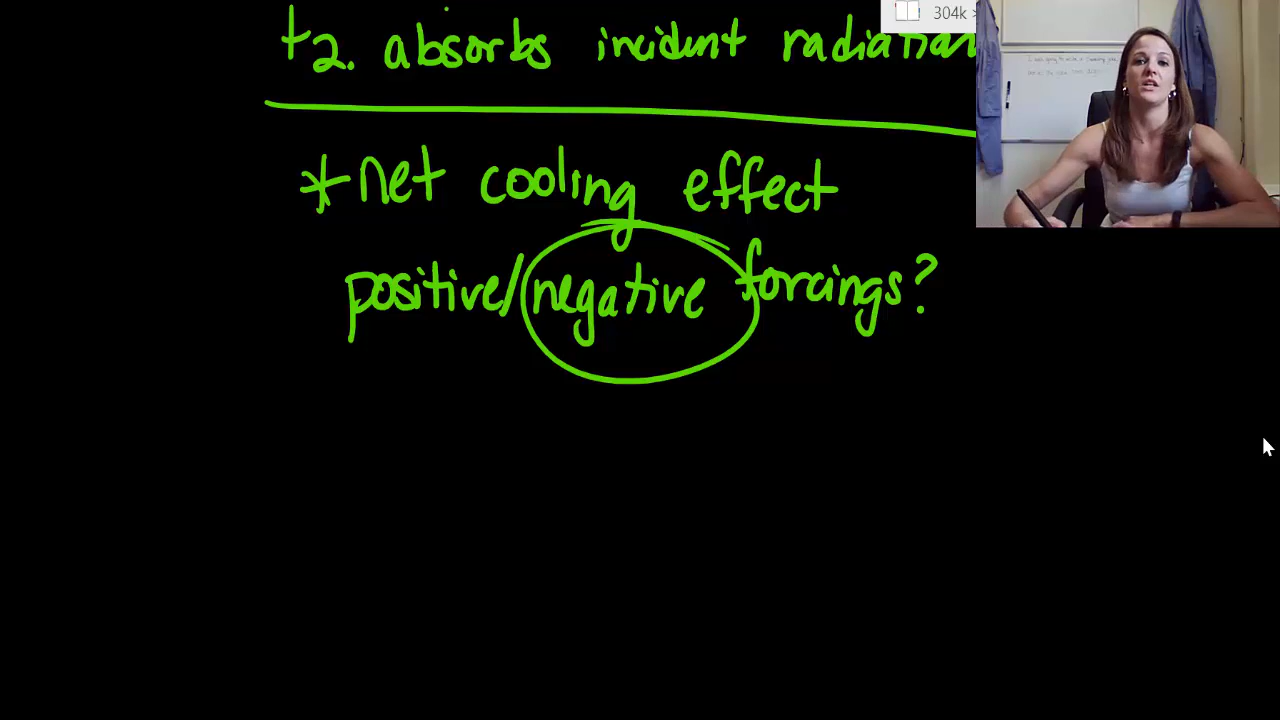 +2. absorbs incident radiation
304k
*net cooling effect
positive/negative forcings?